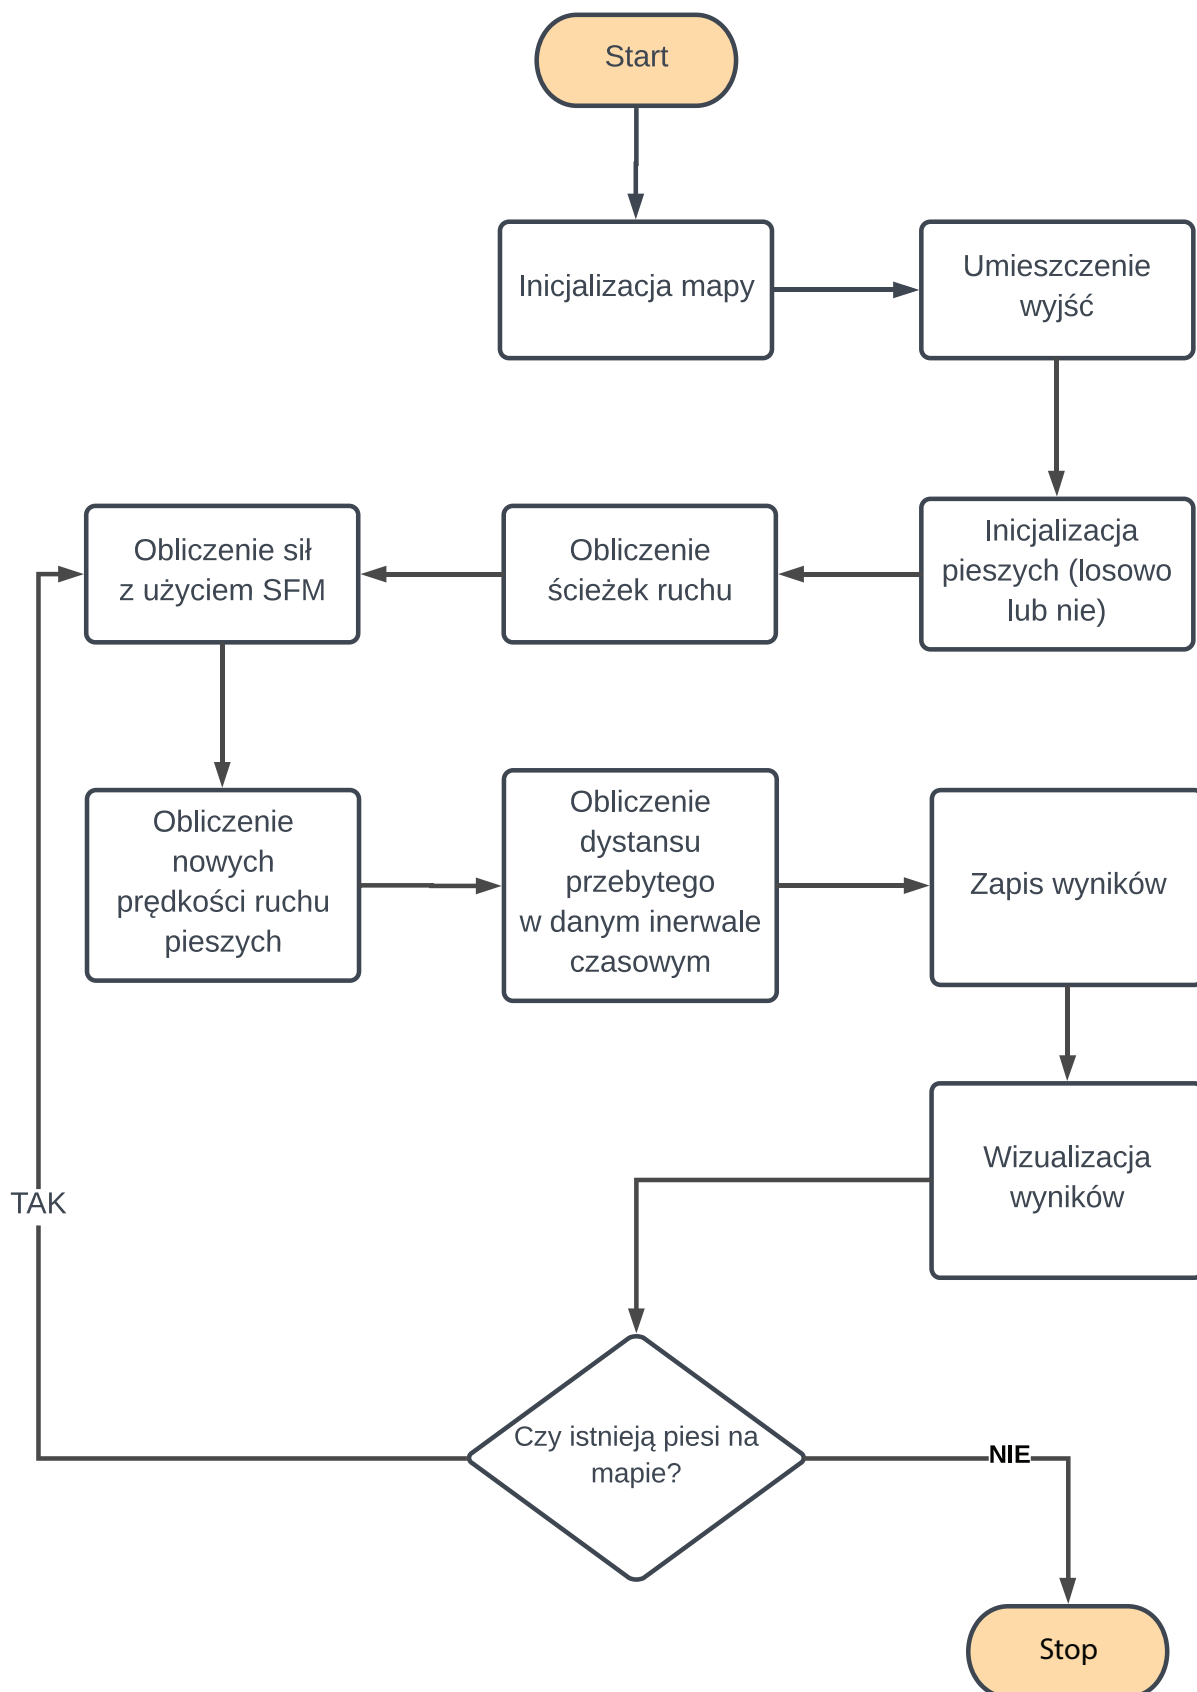 Start
Inicjalizacja mapy
Umieszczenie
wyjść
Inicjalizacja
pieszych (losowo
lub nie)
Obliczenie
ścieżek ruchu
Obliczenie sił
z użyciem SFM
Obliczenie
nowych
prędkości ruchu
pieszych
Obliczenie
dystansu
przebytego
w danym inerwale
czasowym
Zapis wyników
Wizualizacja
wyników
Czy istnieją piesi na
mapie?
TAK
NIE
Stop